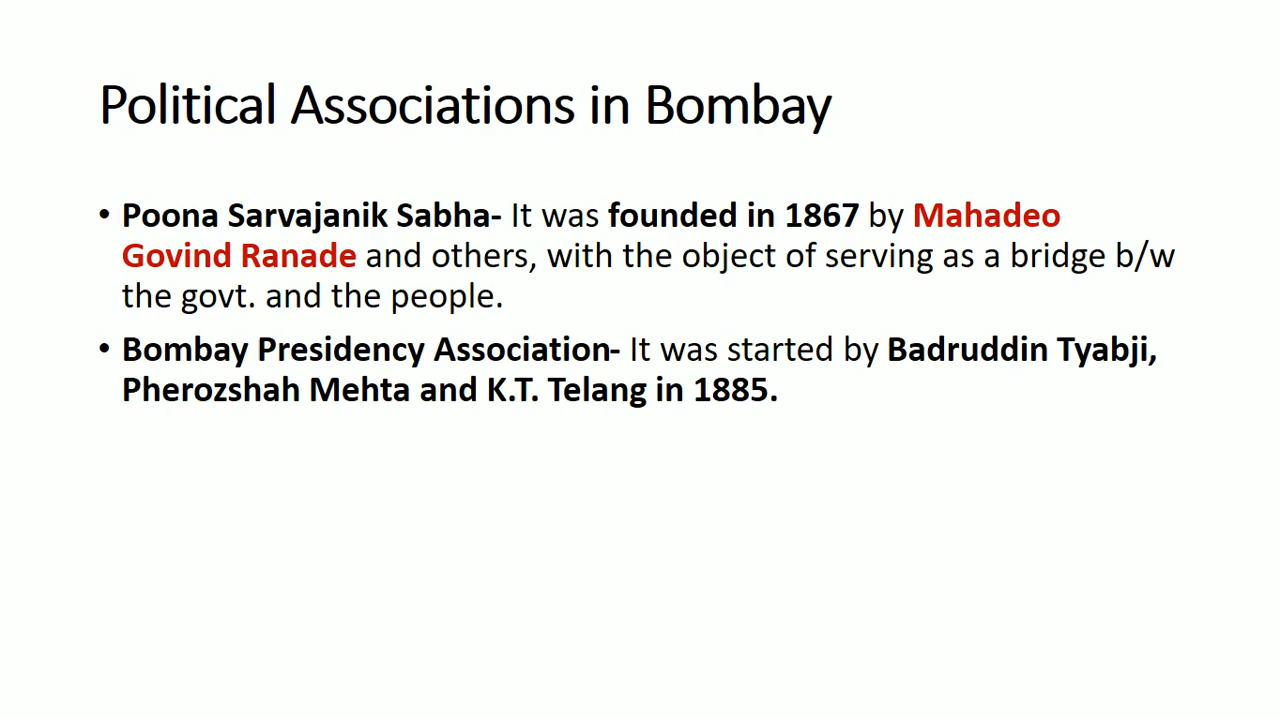 Political Associations in Bombay
• Poona Sarvajanik Sabha- It was founded in 1867 by Mahadeo
Govind Ranade and others, with the object of serving as a bridge b/w
the govt. and the people.
• Bombay Presidency Association- It was started by Badruddin Tyabji,
Pherozshah Mehta and K.T. Telang in 1885.